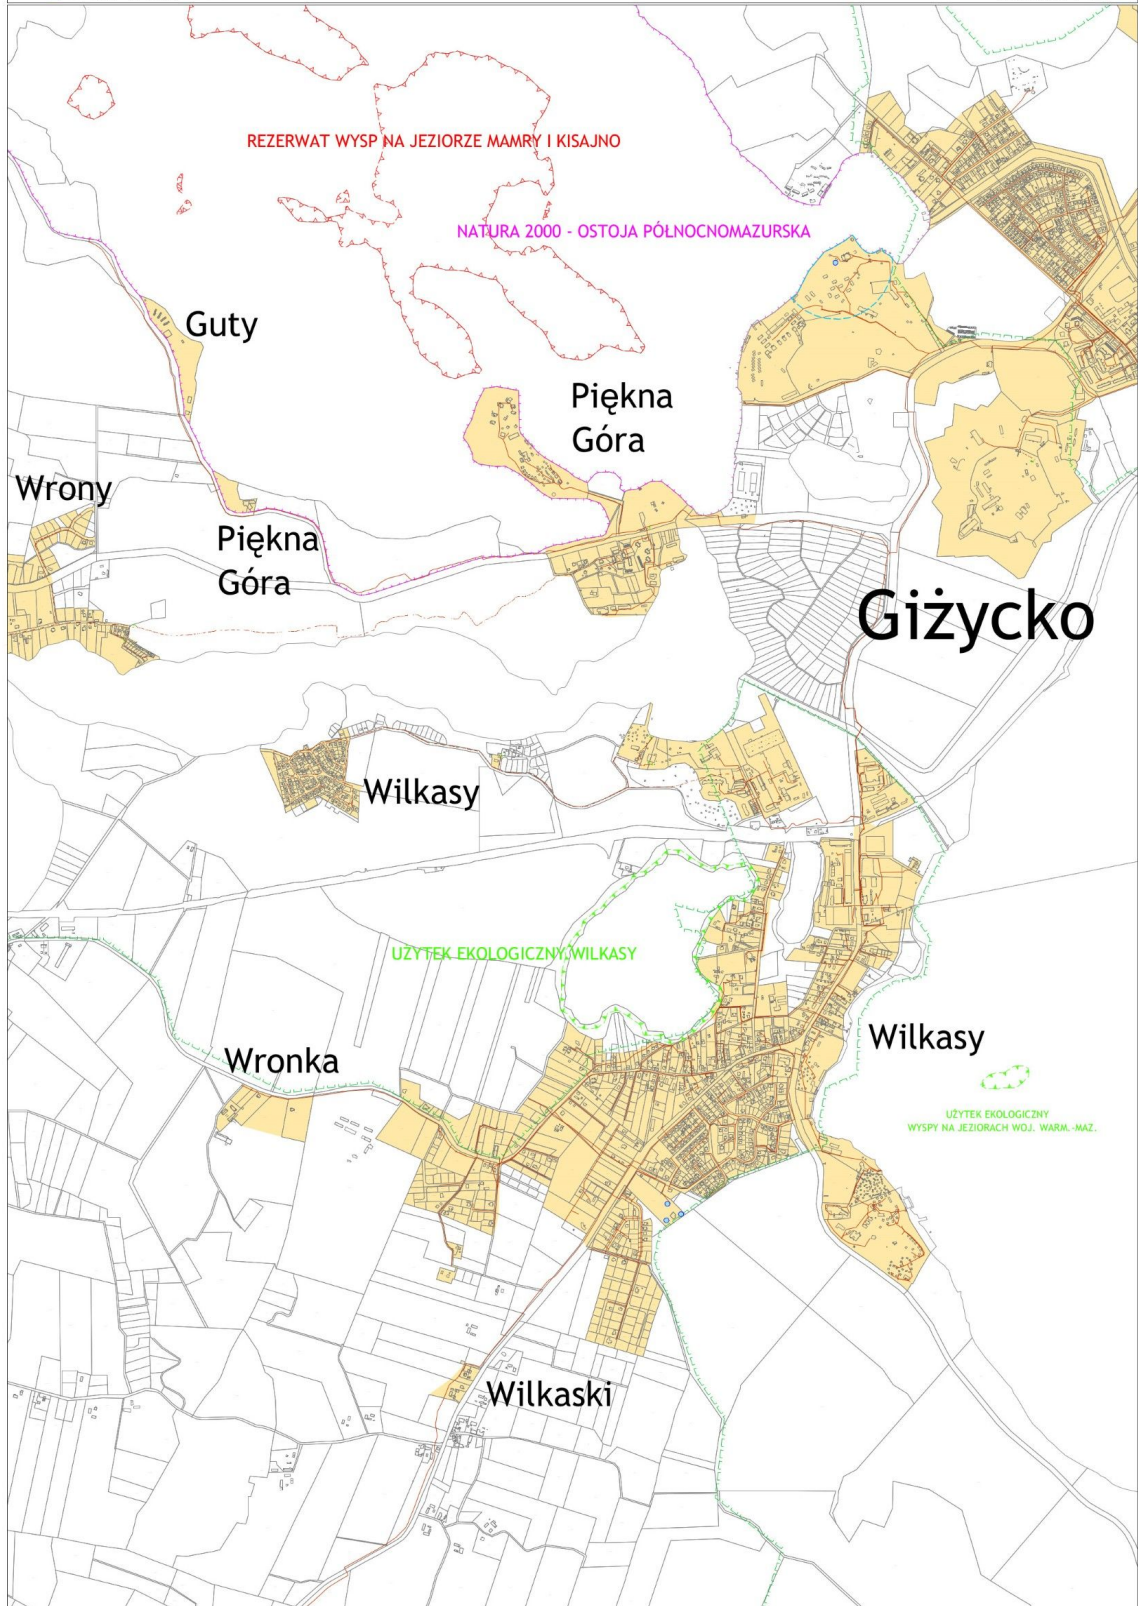 REZERWAT WYSP NA JEZIORZE MAMRY I KISAJNO
NATURA 2000 - OSTOJA PÓŁNOCNOMAZURSKA
Guty
Piękna
Góra
Wrony
Piękna
Góra
Giżycko
Wilkasy
UŻYTEK EKOLOGICZNY WILKASY
Wilkasy
Wronka
UŻYTEK EKOLOGICZNY
WYSPY NA JEZIORACH WOJ. WARM.-MAZ.
Wilkaski